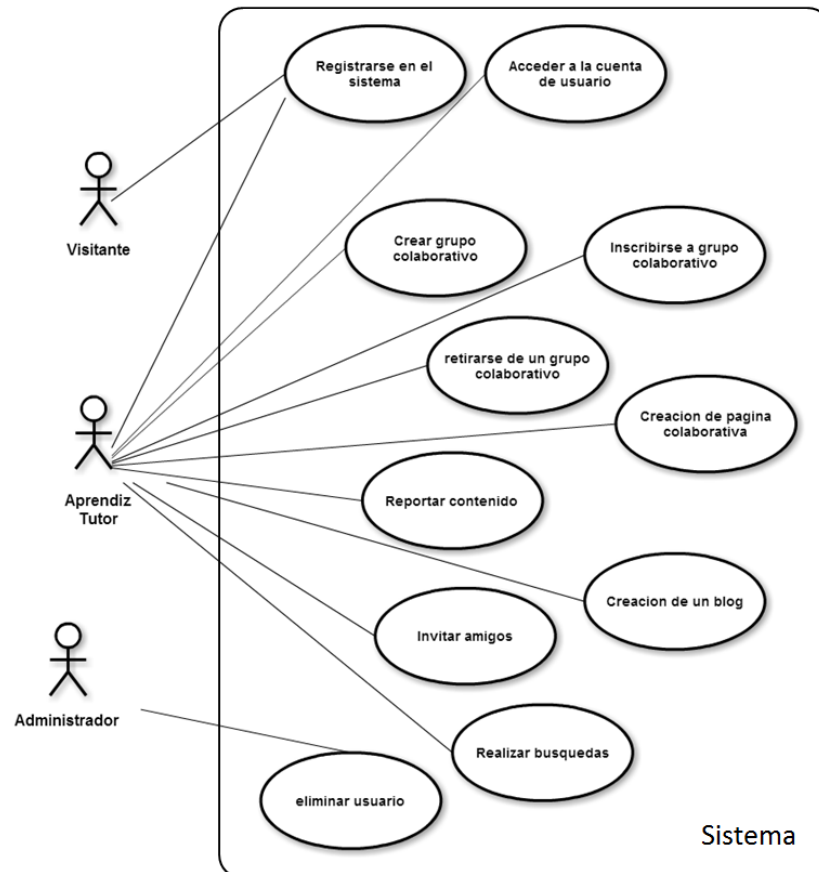 Registrarse en el
sistema
Acceder a la cuenta
de usuario
Visitante
Crear grupo
colaborativo
Inscribirse a grupo
colaborativo
retirarse de un grupo
colaborativo
Creacion de pagina
colaborativa
Aprendiz
Tutor
Reportar contenido
Creacion de un blog
Invitar amigos
Administrador
Realizar busquedas
eliminar usuario
Sistema